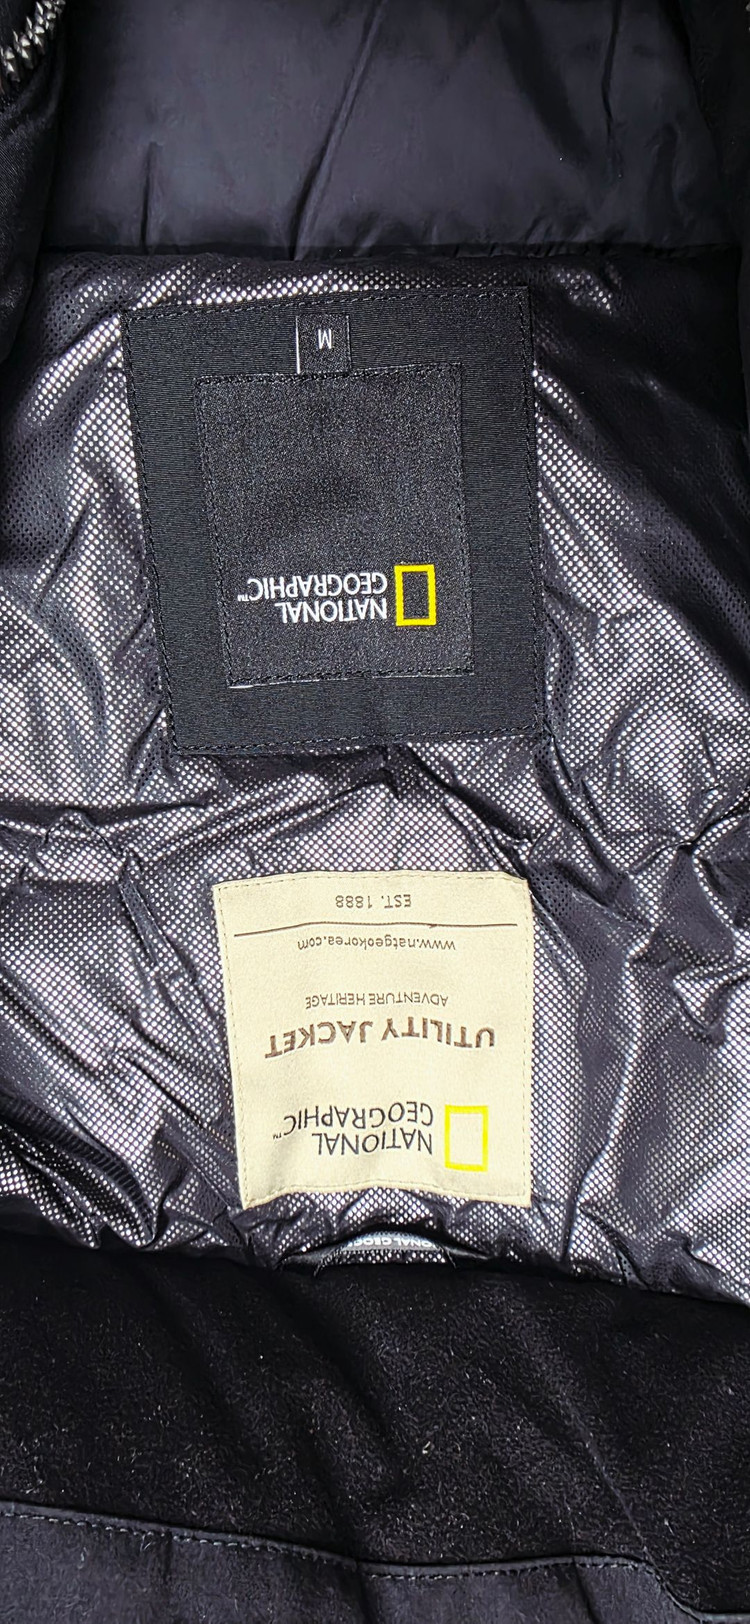 NATIONAL
GEOGRAPHIC™
UTILITY JACKET
ADVENTURE HERITAGE
www.natgeokorea.com
EST. 1888
NATIONAL
GEOGRAPHIC™
M